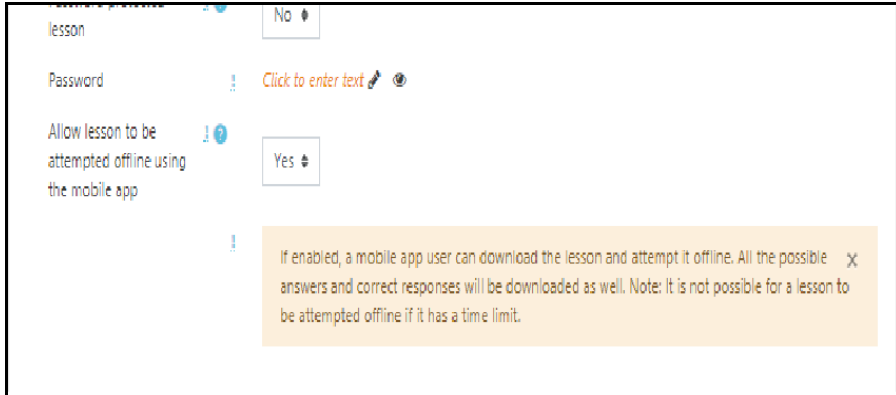 lesson
No
Password ! Click to enter text
Allow lesson to be ! ?
attempted offline using
the mobile app
Yes
!
If enabled, a mobile app user can download the lesson and attempt it offline. All the possible x
answers and correct responses will be downloaded as well. Note: It is not possible for a lesson to
be attempted offline if it has a time limit.